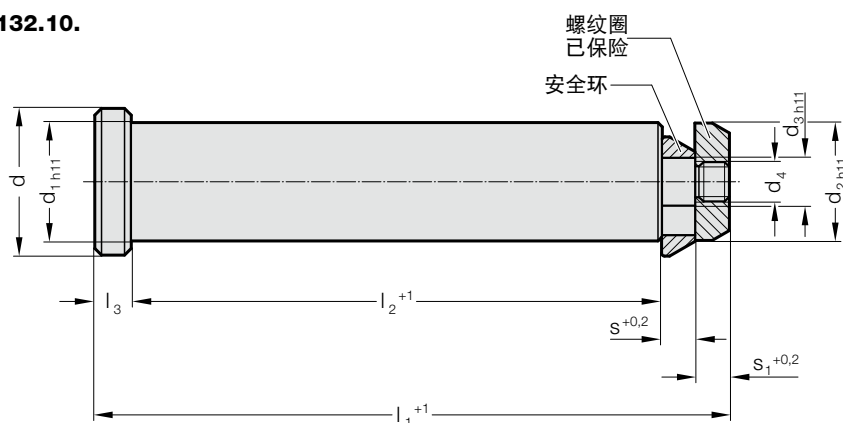 132.10.
螺纹圈
已保险
安全环
d
d1 h11
d3 h11
d4
d2 h11
l3
l2 +1
s+0,2
s1 +0,2
l1 +1